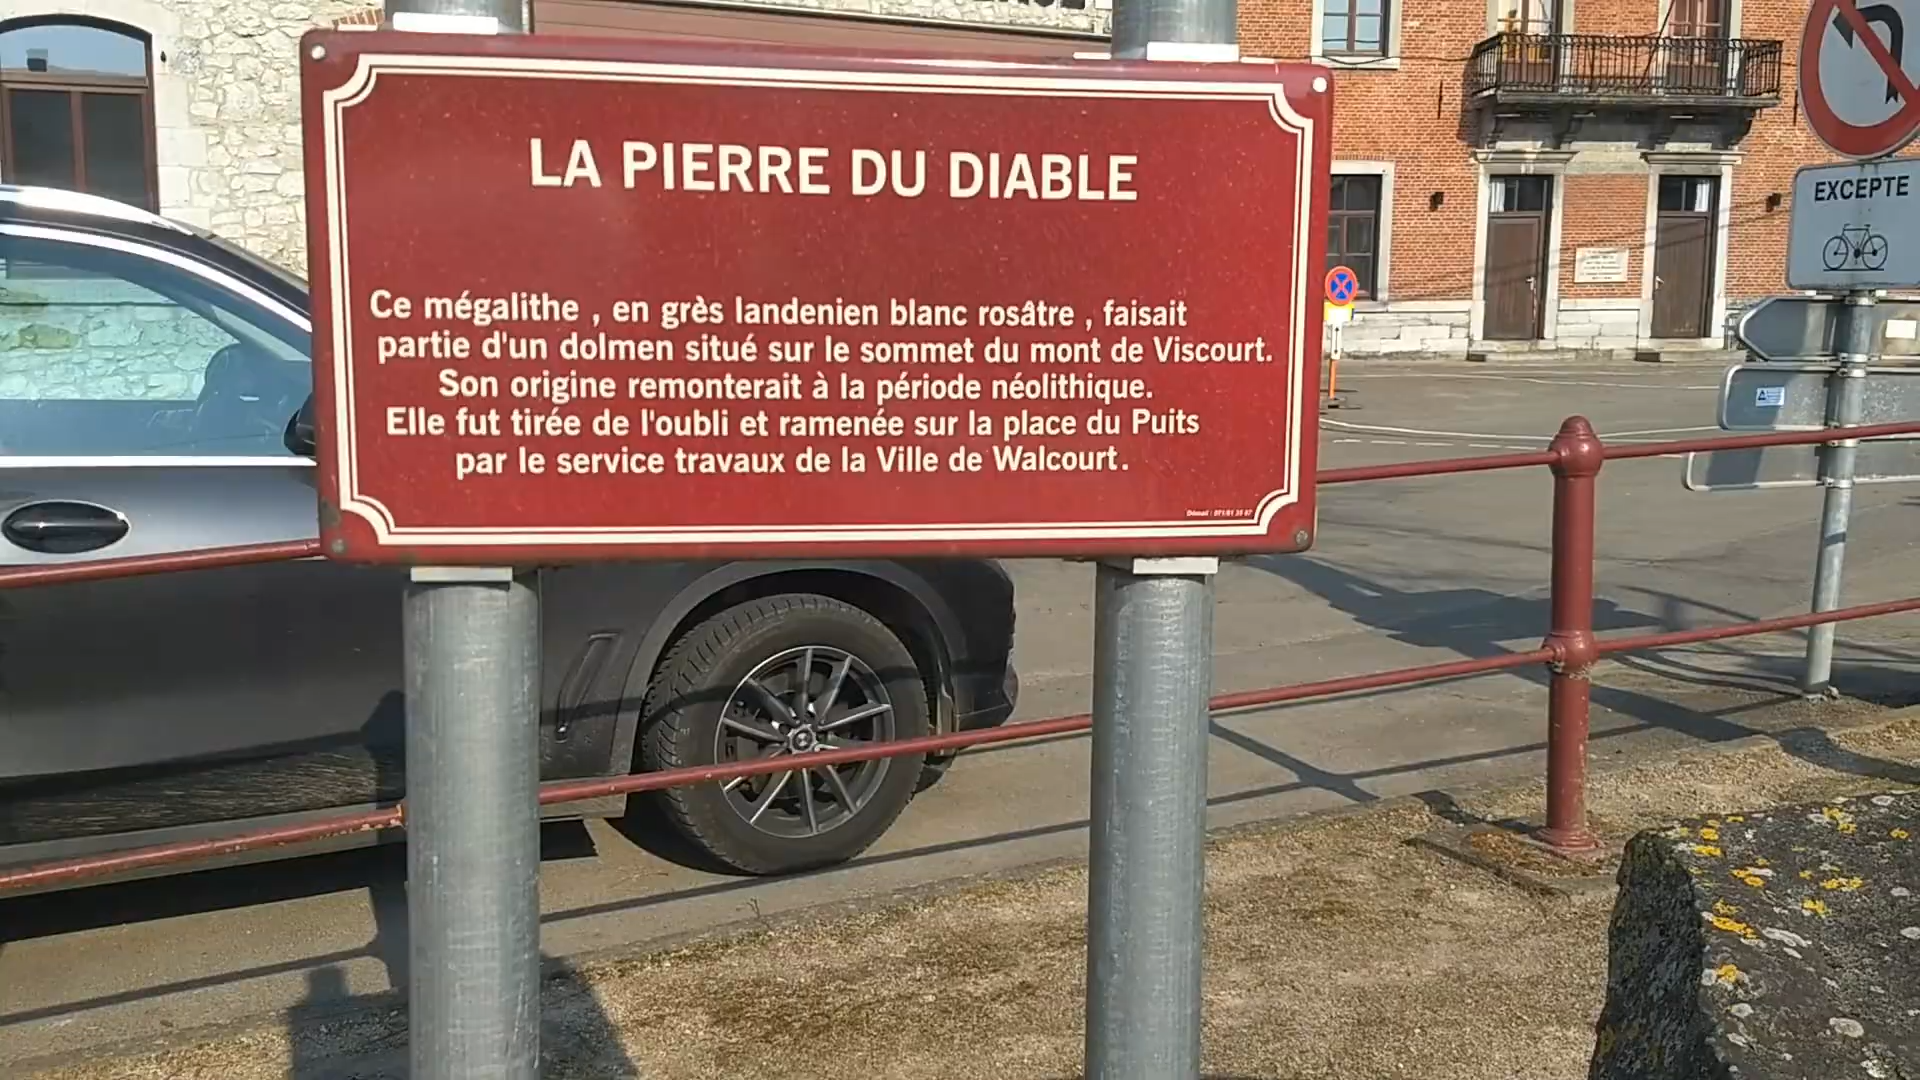 LA PIERRE DU DIABLE
Ce mégalithe , en grès landenien blanc rosâtre , faisait
partie d'un dolmen situé sur le sommet du mont de Viscourt.
Son origine remonterait à la période néolithique.
Elle fut tirée de l'oubli et ramenée sur la place du Puits
par le service travaux de la Ville de Walcourt.
EXCEPTE